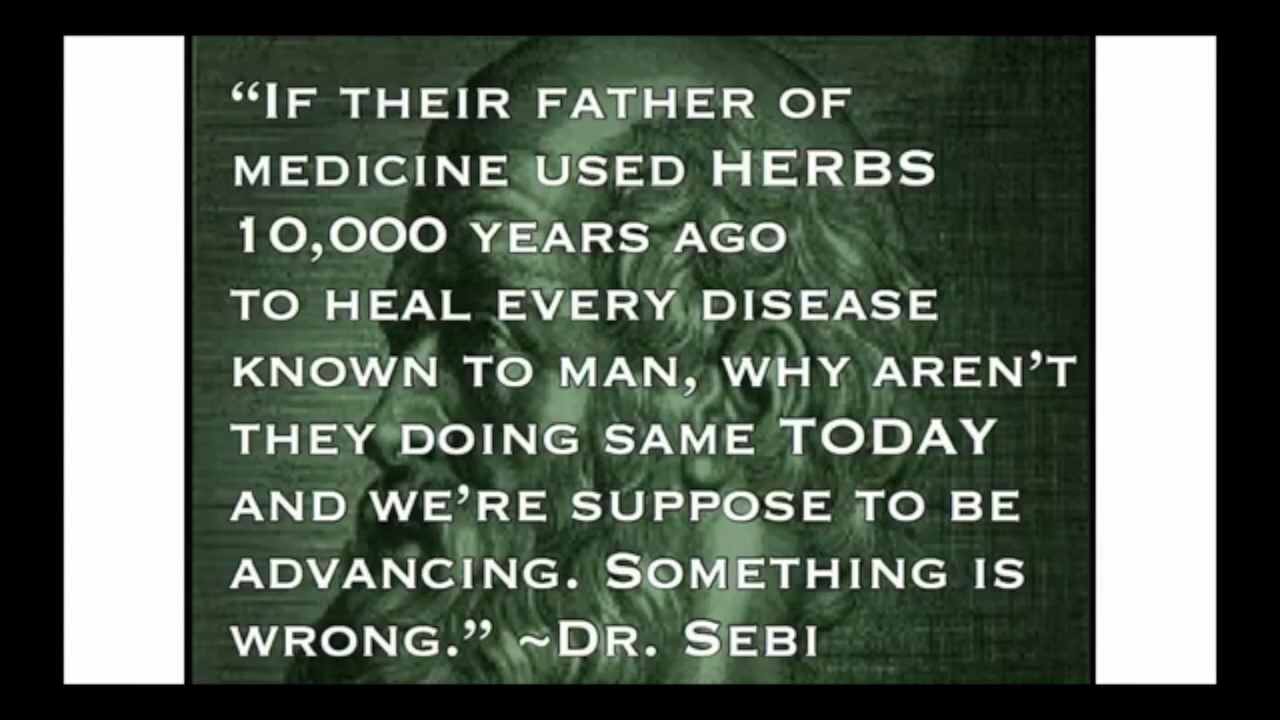 “If their father of
medicine used HERBS
10,000 years ago
to heal every disease
known to man, why aren’t
they doing same TODAY
and we’re suppose to be
advancing. Something is
wrong.” ~Dr. Sebi